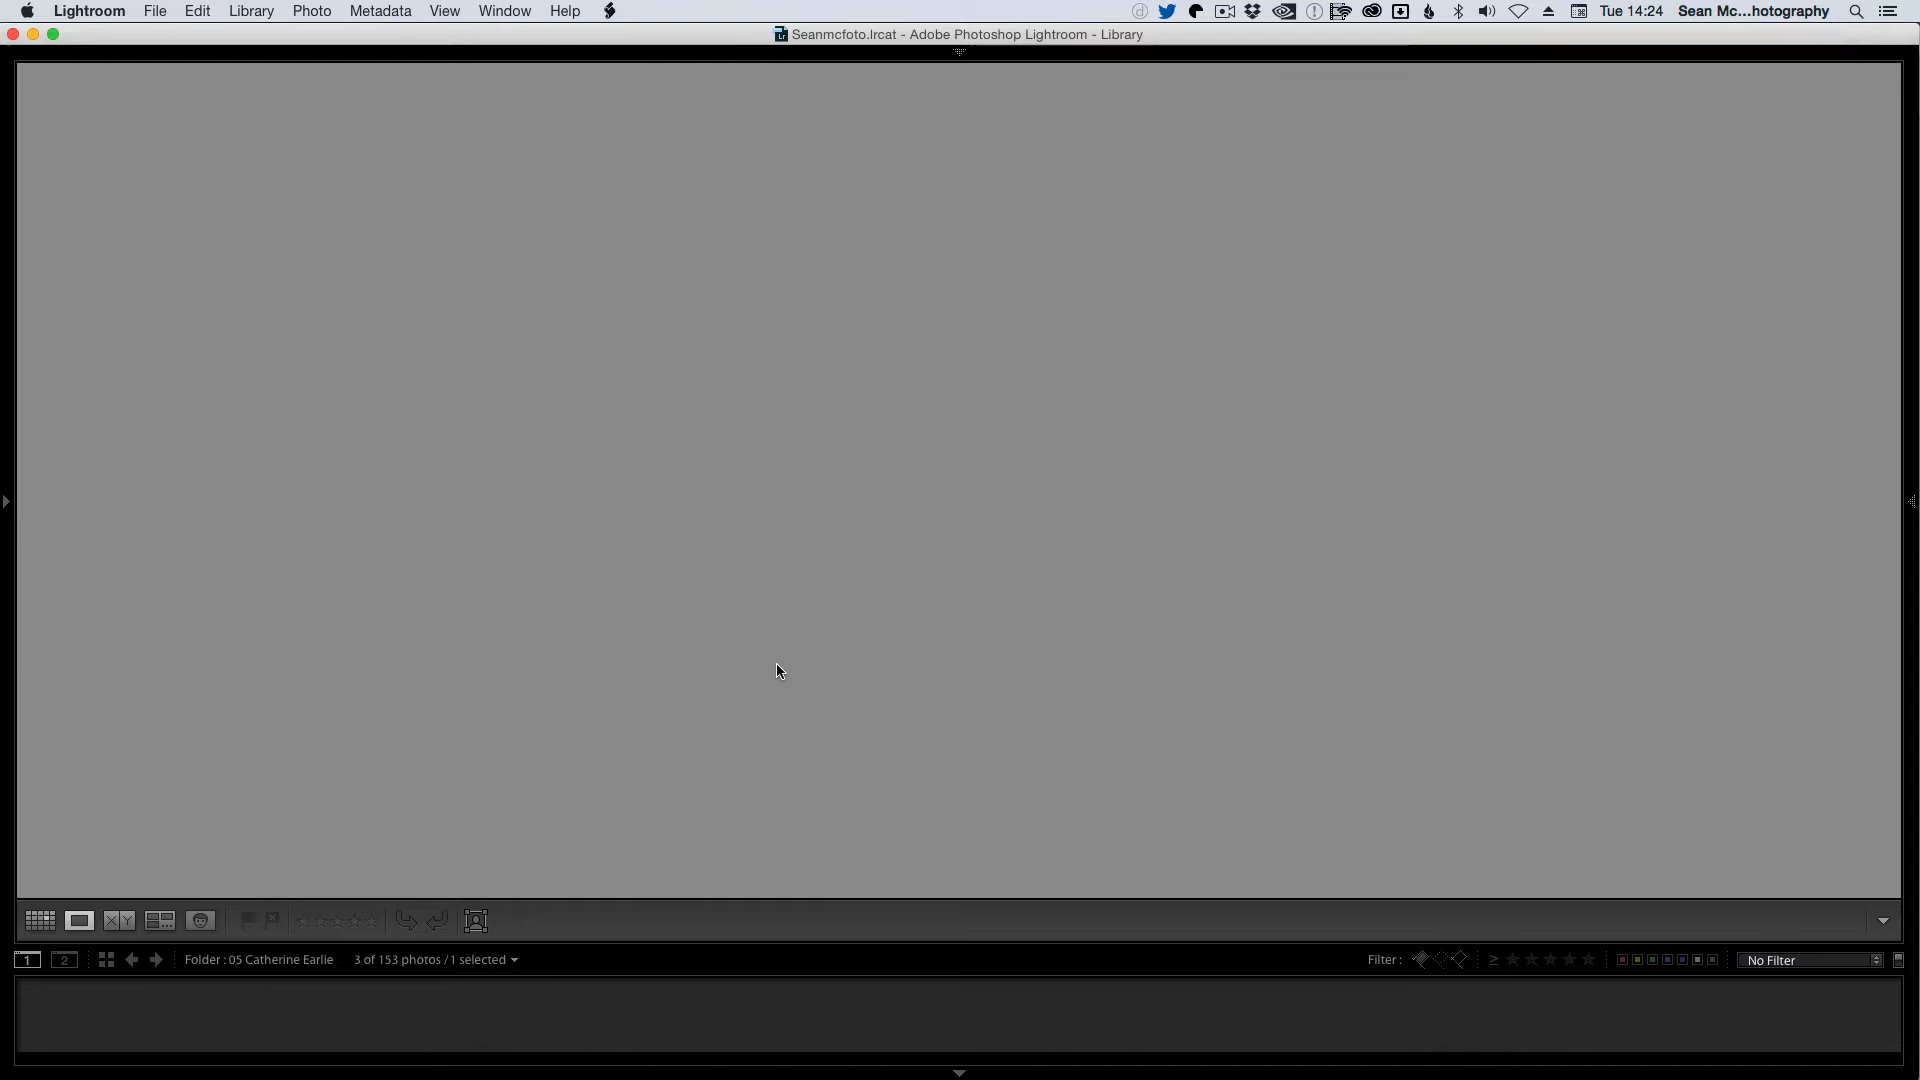 Lightroom File Edit Library Photo Metadata View Window Help Tue 14:24 Sean Mc...hotography
Seanmcfoto.lrcat - Adobe Photoshop Lightroom - Library
X Y
1 2 Folder : 05 Catherine Earlie 3 of 153 photos / 1 selected Filter : ≥ No Filter